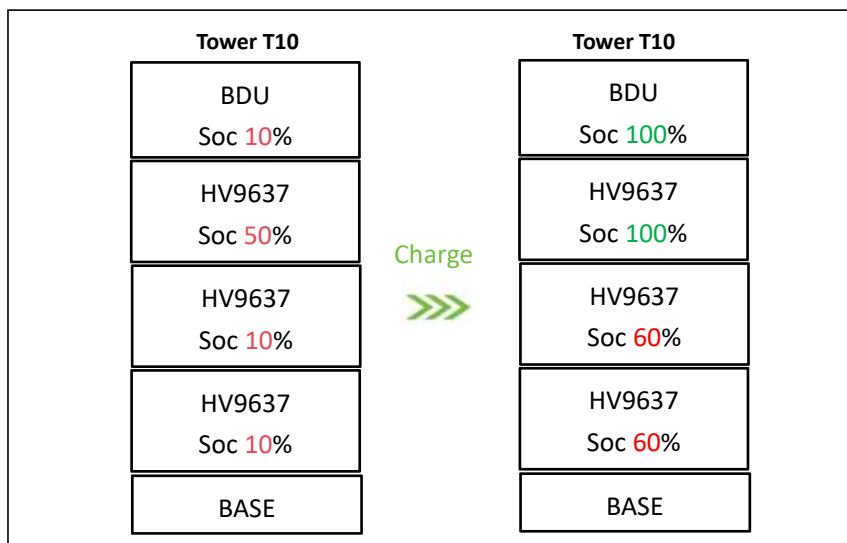 Tower T10
BDU
Soc 10%
HV9637
Soc 50%
HV9637
Soc 10%
HV9637
Soc 10%
BASE
Charge
Tower T10
BDU
Soc 100%
HV9637
Soc 100%
HV9637
Soc 60%
HV9637
Soc 60%
BASE